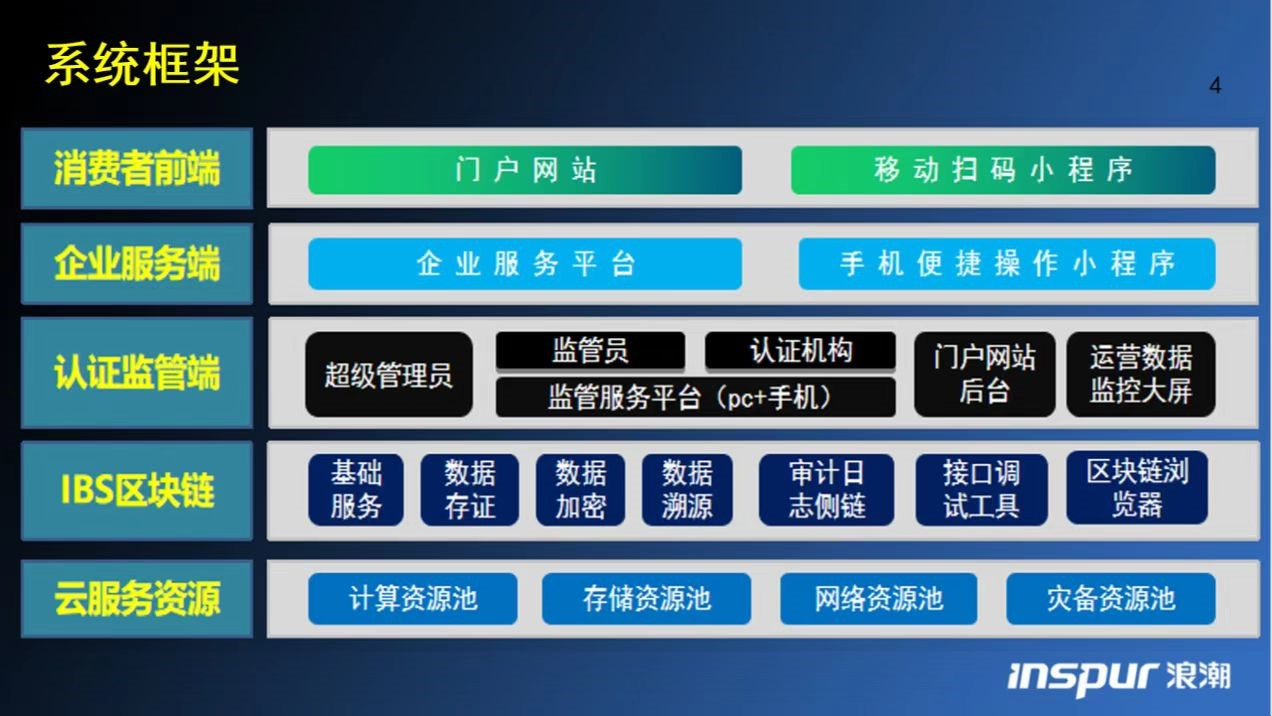 系统框架
4
消费者前端
门户网站
移动扫码小程序
企业服务端
企业服务平台
手机便捷操作小程序
认证监管端
超级管理员
监管员
认证机构
监管服务平台（pc+手机）
门户网站
后台
运营数据
监控大屏
IBS区块链
基础
服务
数据
存证
数据
加密
数据
溯源
审计日
志侧链
接口调
试工具
区块链浏
览器
云服务资源
计算资源池
存储资源池
网络资源池
灾备资源池
inspur 浪潮